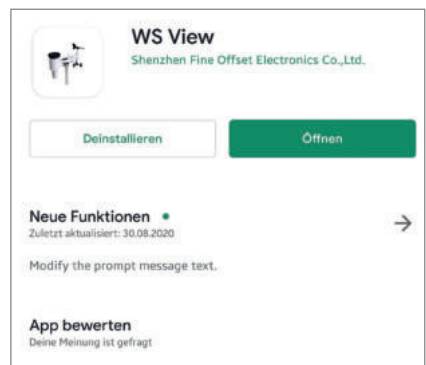 WS View
Shenzhen Fine Offset Electronics Co.,Ltd.
Deinstallieren
Öffnen
Neue Funktionen
Zuletzt aktualisiert: 30.08.2020
Modify the prompt message text.
App bewerten
Deine Meinung ist gefragt